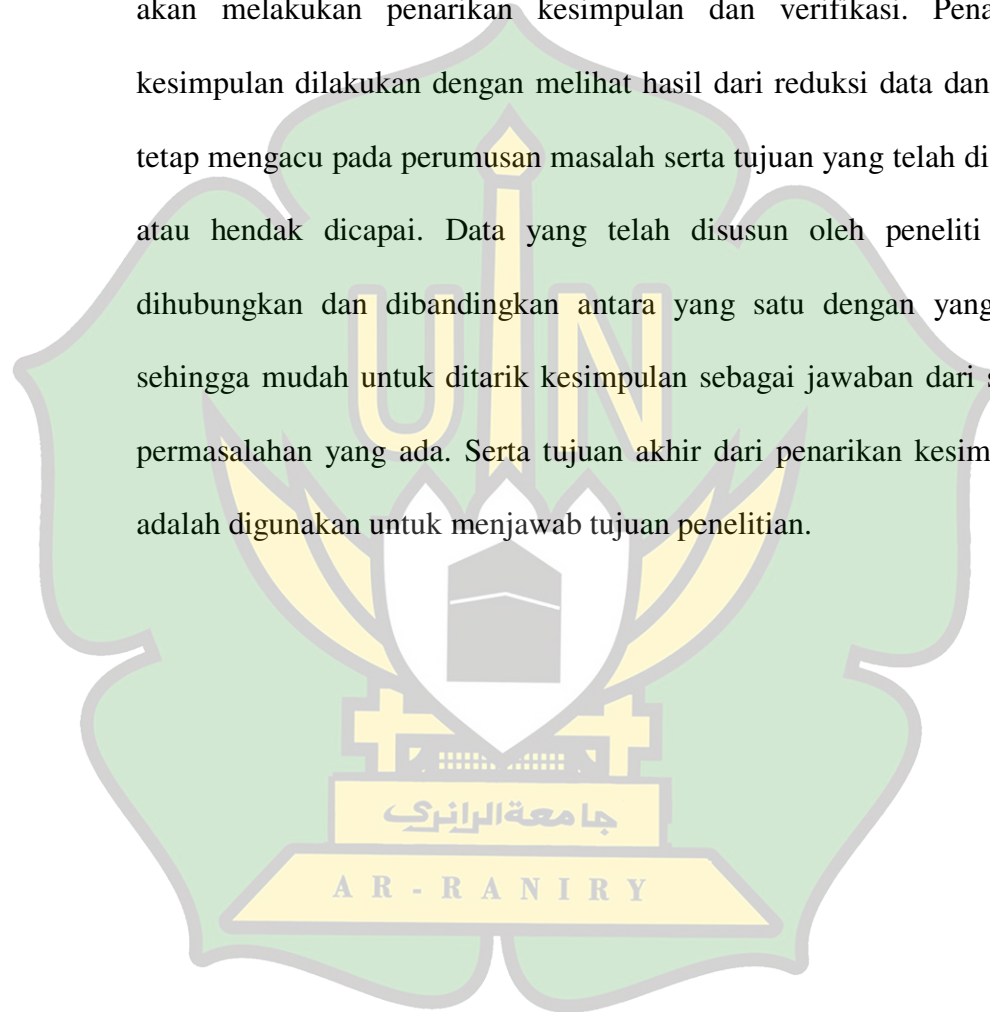 akan melakukan penarikan kesimpulan dan verifikasi. Pena
kesimpulan dilakukan dengan melihat hasil dari reduksi data dan
tetap mengacu pada perumusan masalah serta tujuan yang telah di
atau hendak dicapai. Data yang telah disusun oleh peneliti
dihubungkan dan dibandingkan antara yang satu dengan yang
sehingga mudah untuk ditarik kesimpulan sebagai jawaban dari s
permasalahan yang ada. Serta tujuan akhir dari penarikan kesim
adalah digunakan untuk menjawab tujuan penelitian.
UIN
جامعة الرانري
AR-RANIRY